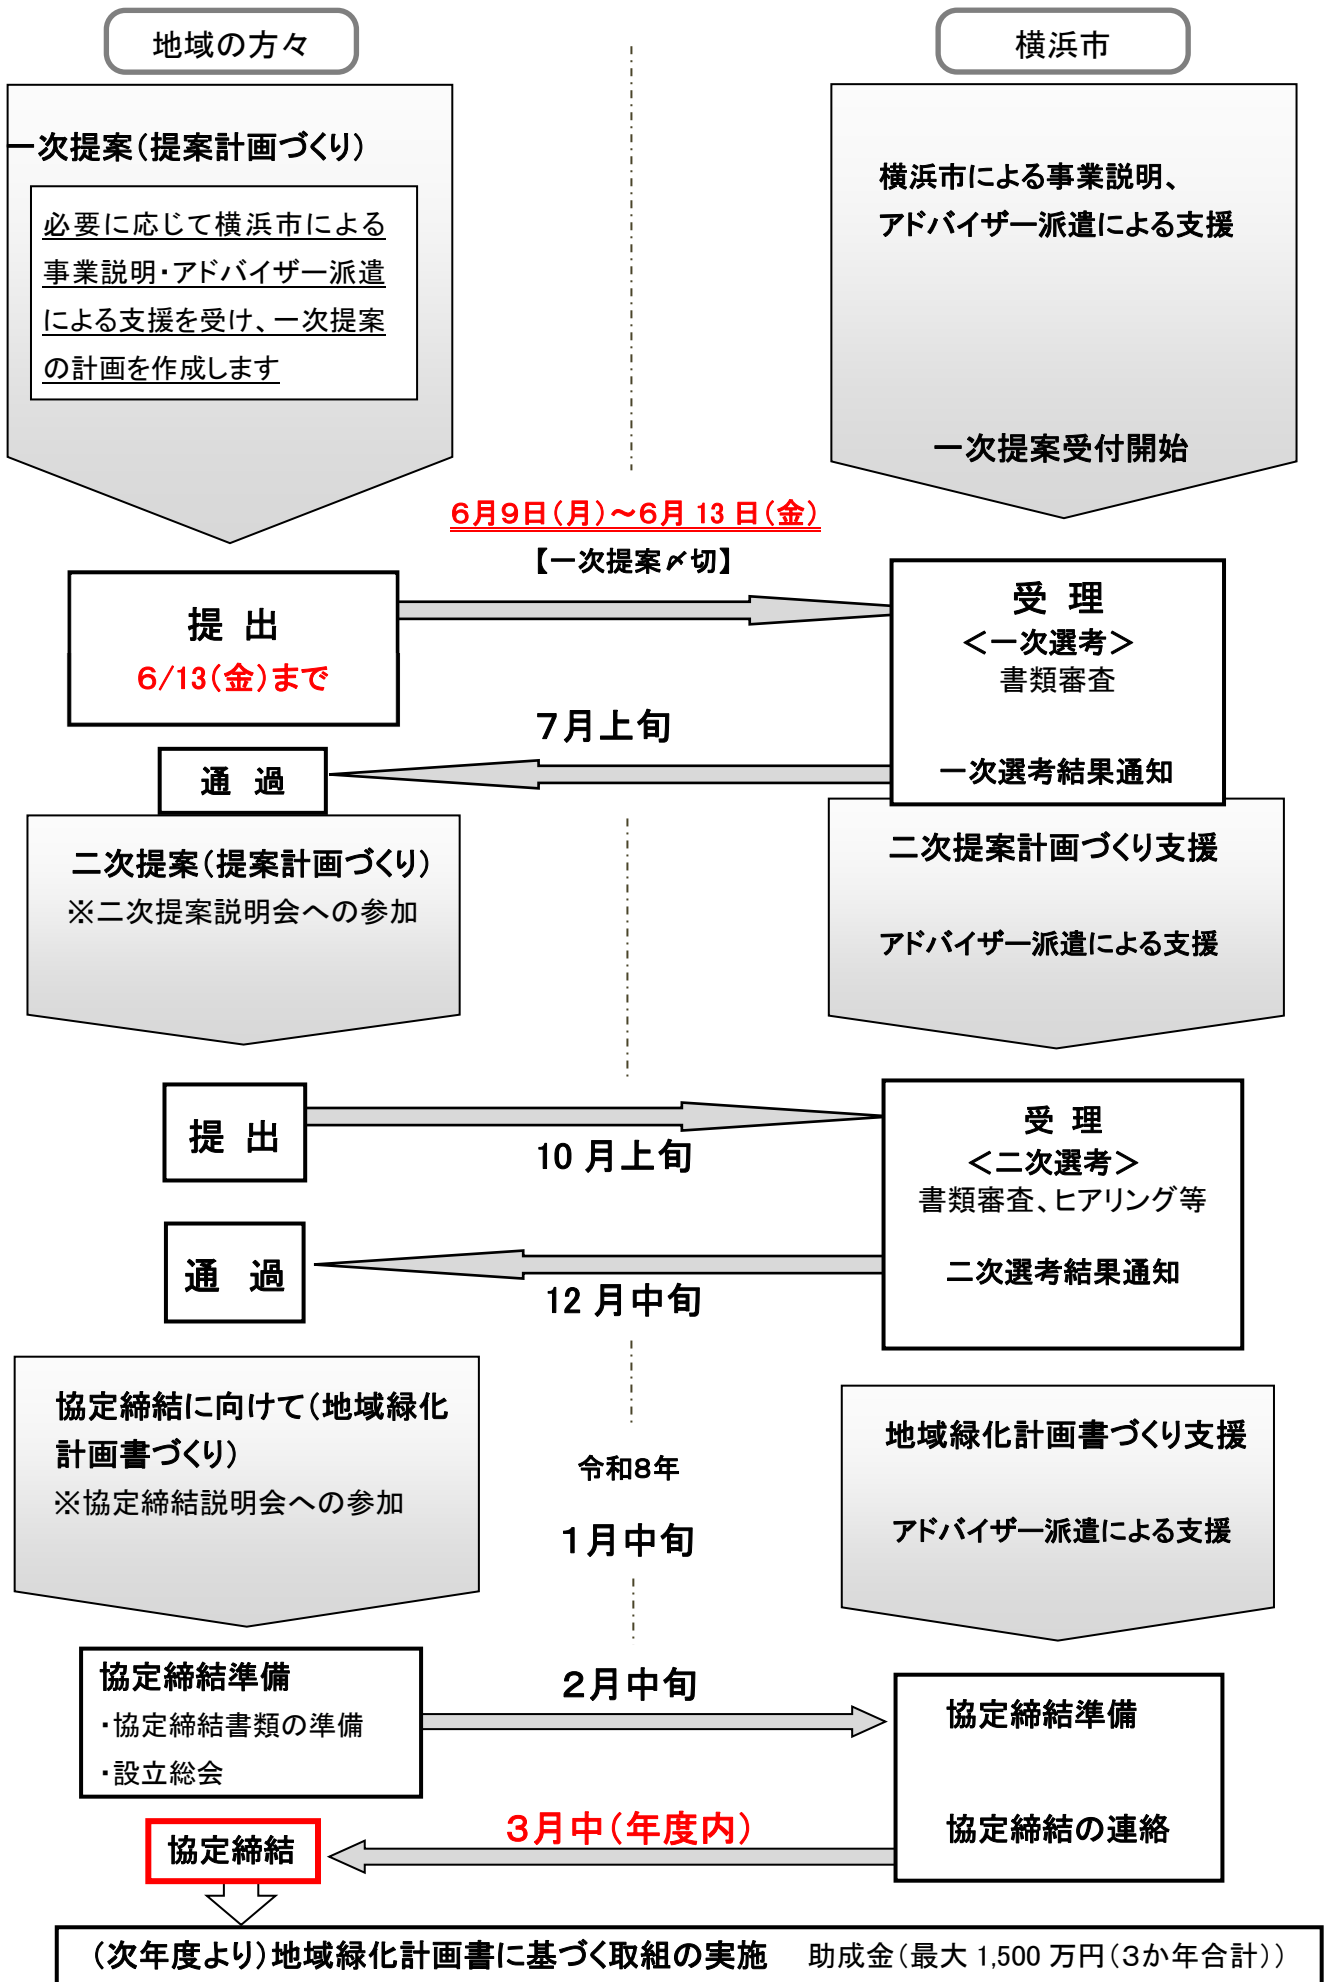 地域の方々
横浜市
一次提案(提案計画づくり)
必要に応じて横浜市による
事業説明・アドバイザー派遣
による支援を受け、一次提案
の計画を作成します
横浜市による事業説明、
アドバイザー派遣による支援
一次提案受付開始
6月9日(月)~6月 13 日(金)
【一次提案〆切】
提 出
6/13(金)まで
受 理
<一次選考>
書類審査
一次選考結果通知
7月上旬
通 過
二次提案(提案計画づくり)
※二次提案説明会への参加
二次提案計画づくり支援
アドバイザー派遣による支援
提 出
10 月上旬
受 理
<二次選考>
書類審査、ヒアリング等
二次選考結果通知
通 過
12 月中旬
協定締結に向けて(地域緑化
計画書づくり)
※協定締結説明会への参加
令和8年
1月中旬
地域緑化計画書づくり支援
アドバイザー派遣による支援
協定締結準備
・協定締結書類の準備
・設立総会
2月中旬
協定締結準備
協定締結の連絡
3月中(年度内)
協定締結
(次年度より)地域緑化計画書に基づく取組の実施 助成金(最大 1,500 万円(3か年合計))